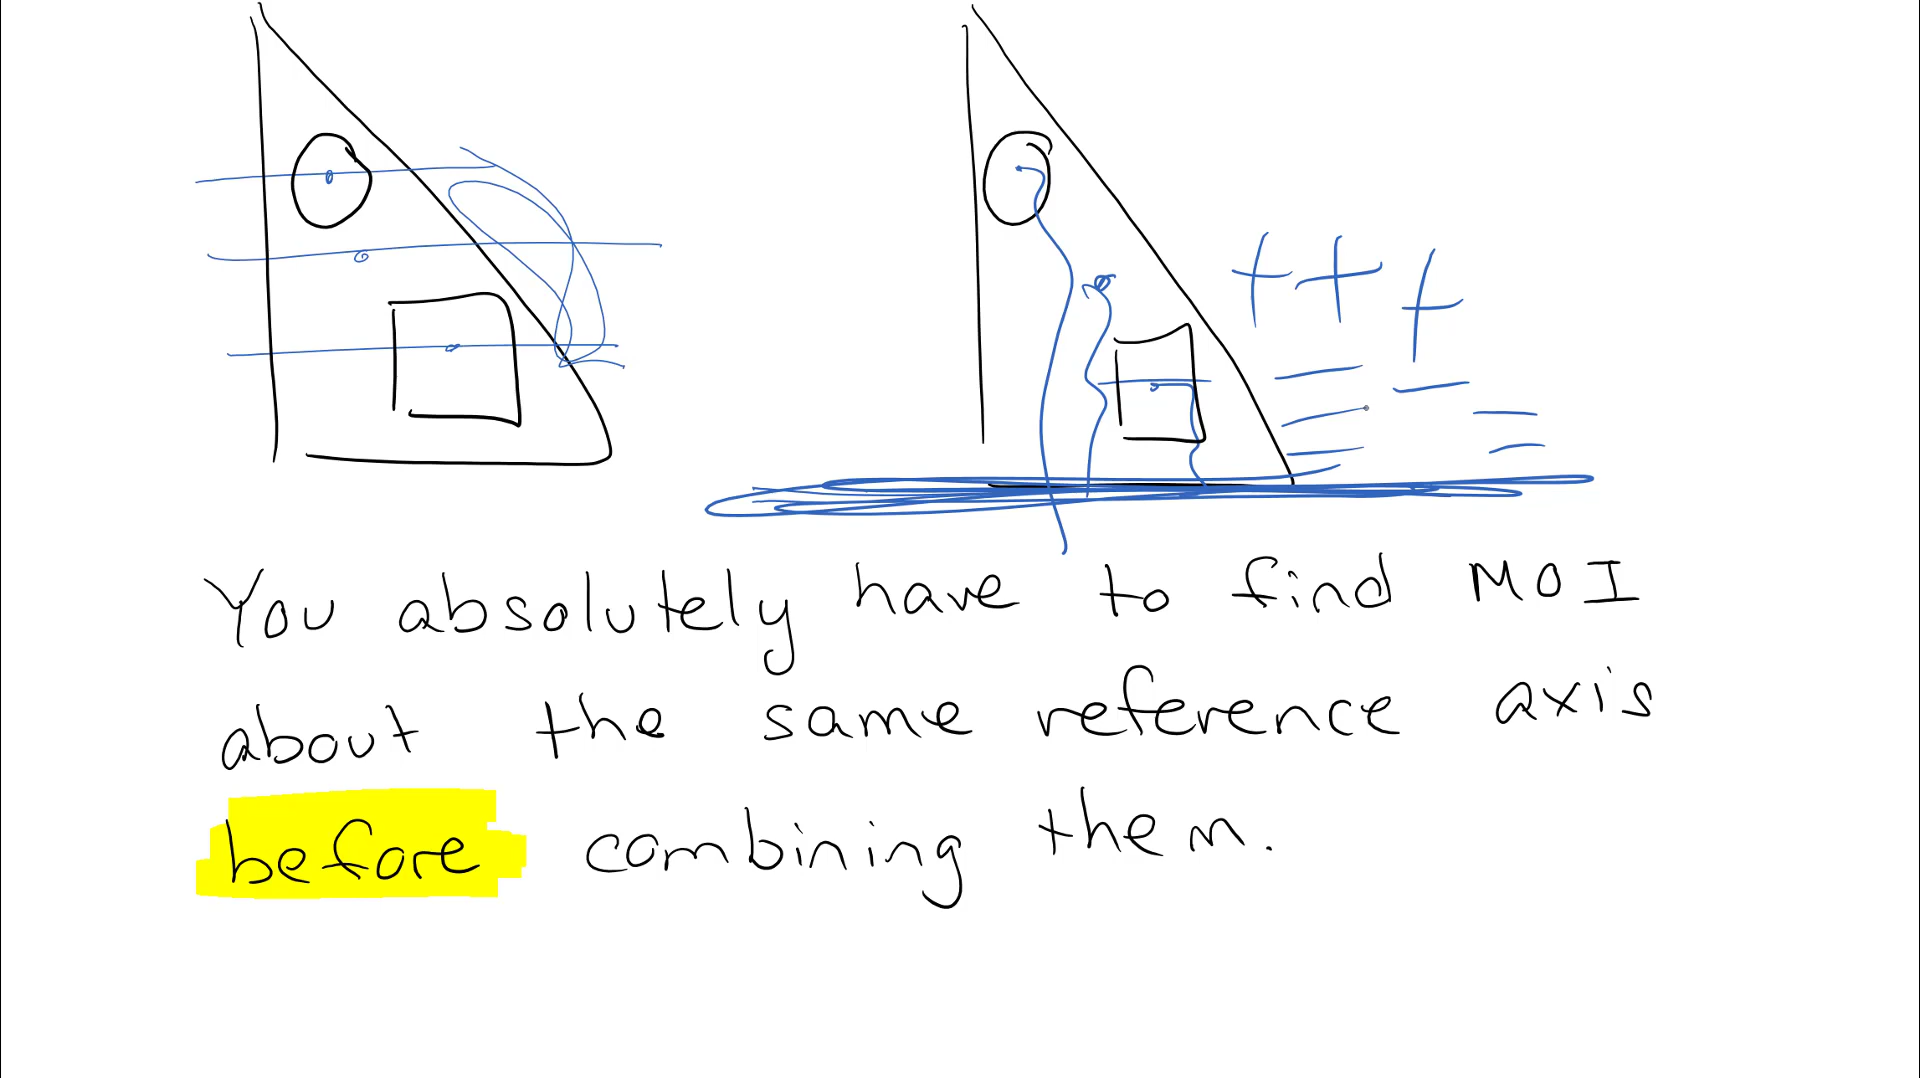 + + +
You absolutely have to find MOI
about the same reference axis
before combining them.